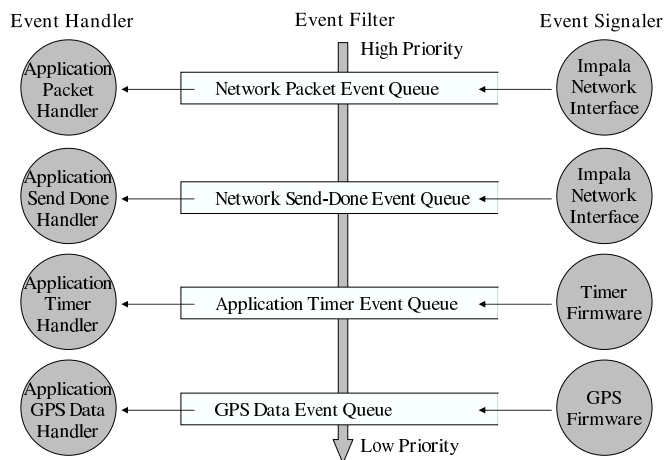 Event Handler
Event Filter
Event Signaler
High Priority
Application
Packet
Handler
Network Packet Event Queue
Impala
Network
Interface
Application
Send Done
Handler
Network Send-Done Event Queue
Impala
Network
Interface
Application
Timer
Handler
Application Timer Event Queue
Timer
Firmware
Application
GPS Data
Handler
GPS Data Event Queue
GPS
Firmware
Low Priority